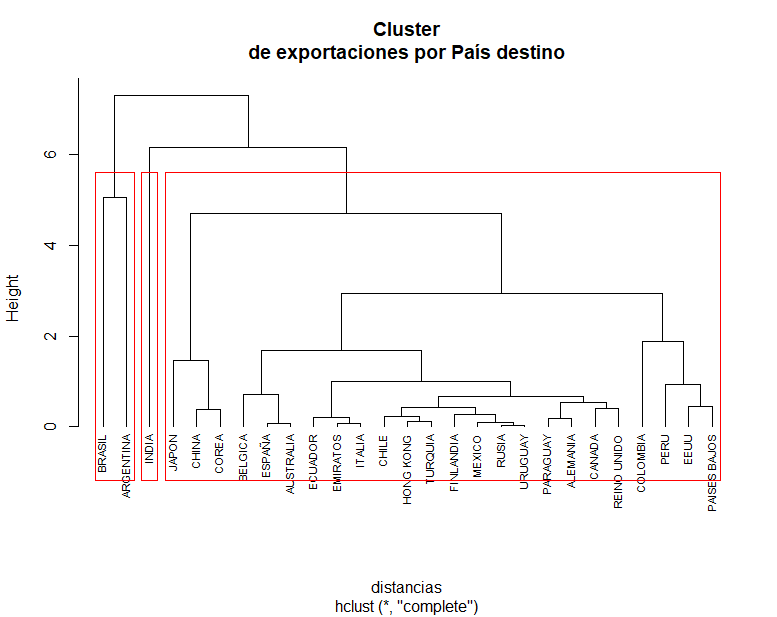 Cluster
de exportaciones por País destino
Height
6
4
2
0
BRASIL
ARGENTINA
INDIA
JAPON
CHINA
COREA
BELGICA
ESPAÑA
AUSTRALIA
ECUADOR
EMIRATOS
ITALIA
CHILE
HONG KONG
TURQUIA
FINLANDIA
MEXICO
RUSIA
URUGUAY
PARAGUAY
ALEMANIA
CANADA
REINO UNIDO
COLOMBIA
PERU
EEUU
PAISES BAJOS
distancias
hclust (*, "complete")